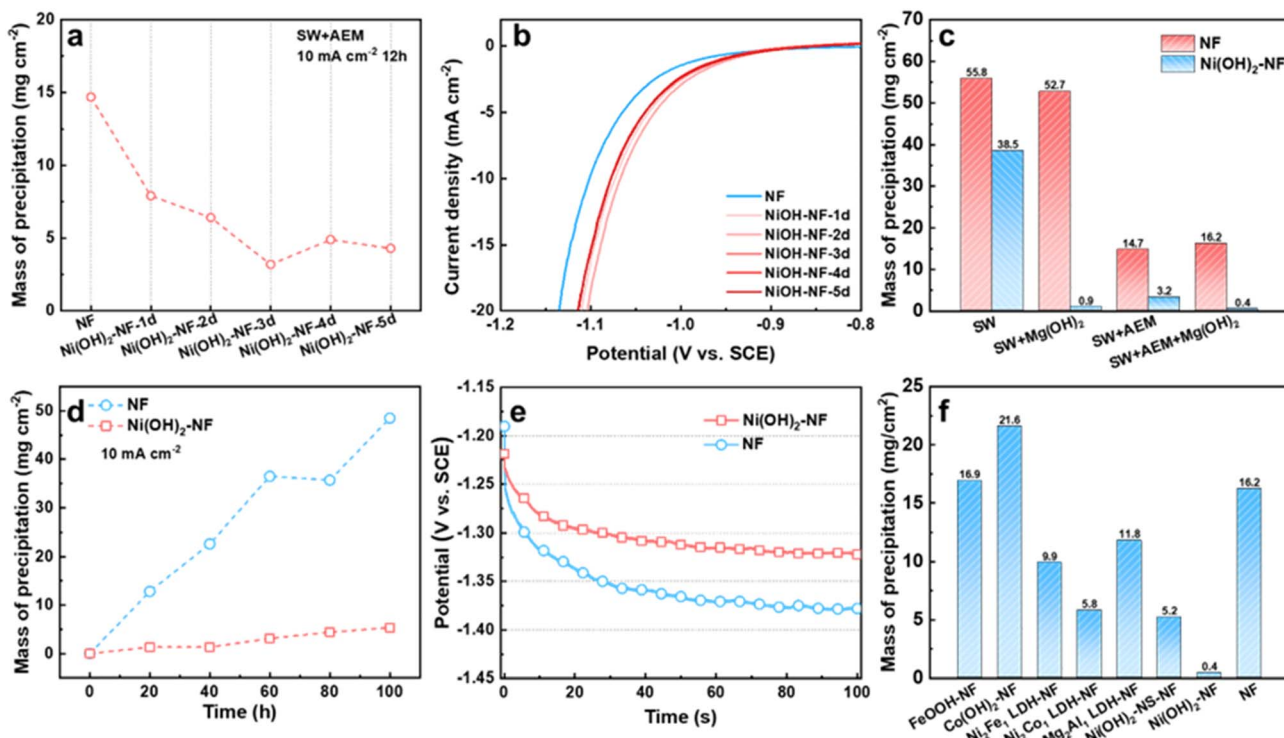 a
SW+AEM
10 mA cm⁻² 12h
Mass of precipitation (mg cm⁻²)
20
15
10
5
0
NF
Ni(OH)₂-NF-1d
Ni(OH)₂-NF-2d
Ni(OH)₂-NF-3d
Ni(OH)₂-NF-4d
Ni(OH)₂-NF-5d
b
Current density (mA cm⁻²)
0
-5
-10
-15
-20
NF
NiOH-NF-1d
NiOH-NF-2d
NiOH-NF-3d
NiOH-NF-4d
NiOH-NF-5d
-1.2 -1.1 -1.0 -0.9 -0.8
Potential (V vs. SCE)
c
NF
Ni(OH)₂-NF
Mass of precipitation (mg cm⁻²)
70
60
50
40
30
20
10
0
55.8
38.5
52.7
0.9
14.7
3.2
16.2
0.4
SW
SW+Mg(OH)₂
SW+AEM
SW+AEM+Mg(OH)₂
d
NF
Ni(OH)₂-NF
10 mA cm⁻²
Mass of precipitation (mg cm⁻²)
50
40
30
20
10
0
0 20 40 60 80 100
Time (h)
e
Ni(OH)₂-NF
NF
Potential (V vs. SCE)
-1.15
-1.20
-1.25
-1.30
-1.35
-1.40
-1.45
0 20 40 60 80 100
Time (s)
f
Mass of precipitation (mg/cm²)
25
20
15
10
5
0
16.9
21.6
9.9
5.8
11.8
5.2
0.4
16.2
FeOOH-NF
Co(OH)₂-NF
LDH-NF
LDH-NF
LDH-NF
Ni(OH)₂-NS-NF
Ni(OH)₂-NF
NF